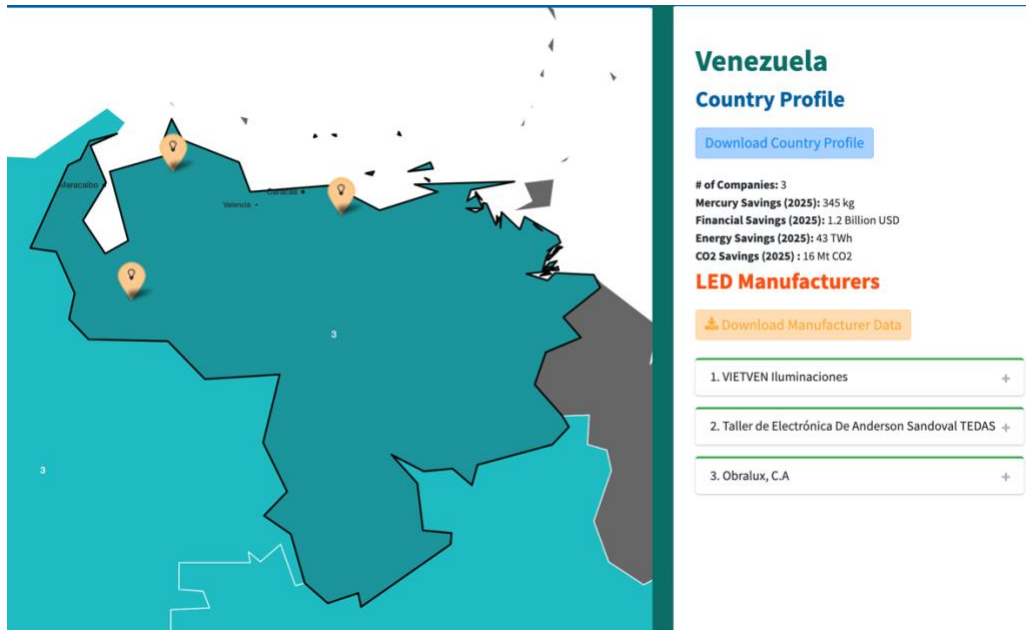 Maracaibo
Caracas
Valencia
3
3
Venezuela
Country Profile
Download Country Profile
# of Companies: 3
Mercury Savings (2025): 345 kg
Financial Savings (2025): 1.2 Billion USD
Energy Savings (2025): 43 TWh
CO2 Savings (2025) : 16 Mt CO2
LED Manufacturers
Download Manufacturer Data
1. VIETVEN Iluminaciones +
2. Taller de Electrónica De Anderson Sandoval TEDAS +
3. Obralux, C.A +